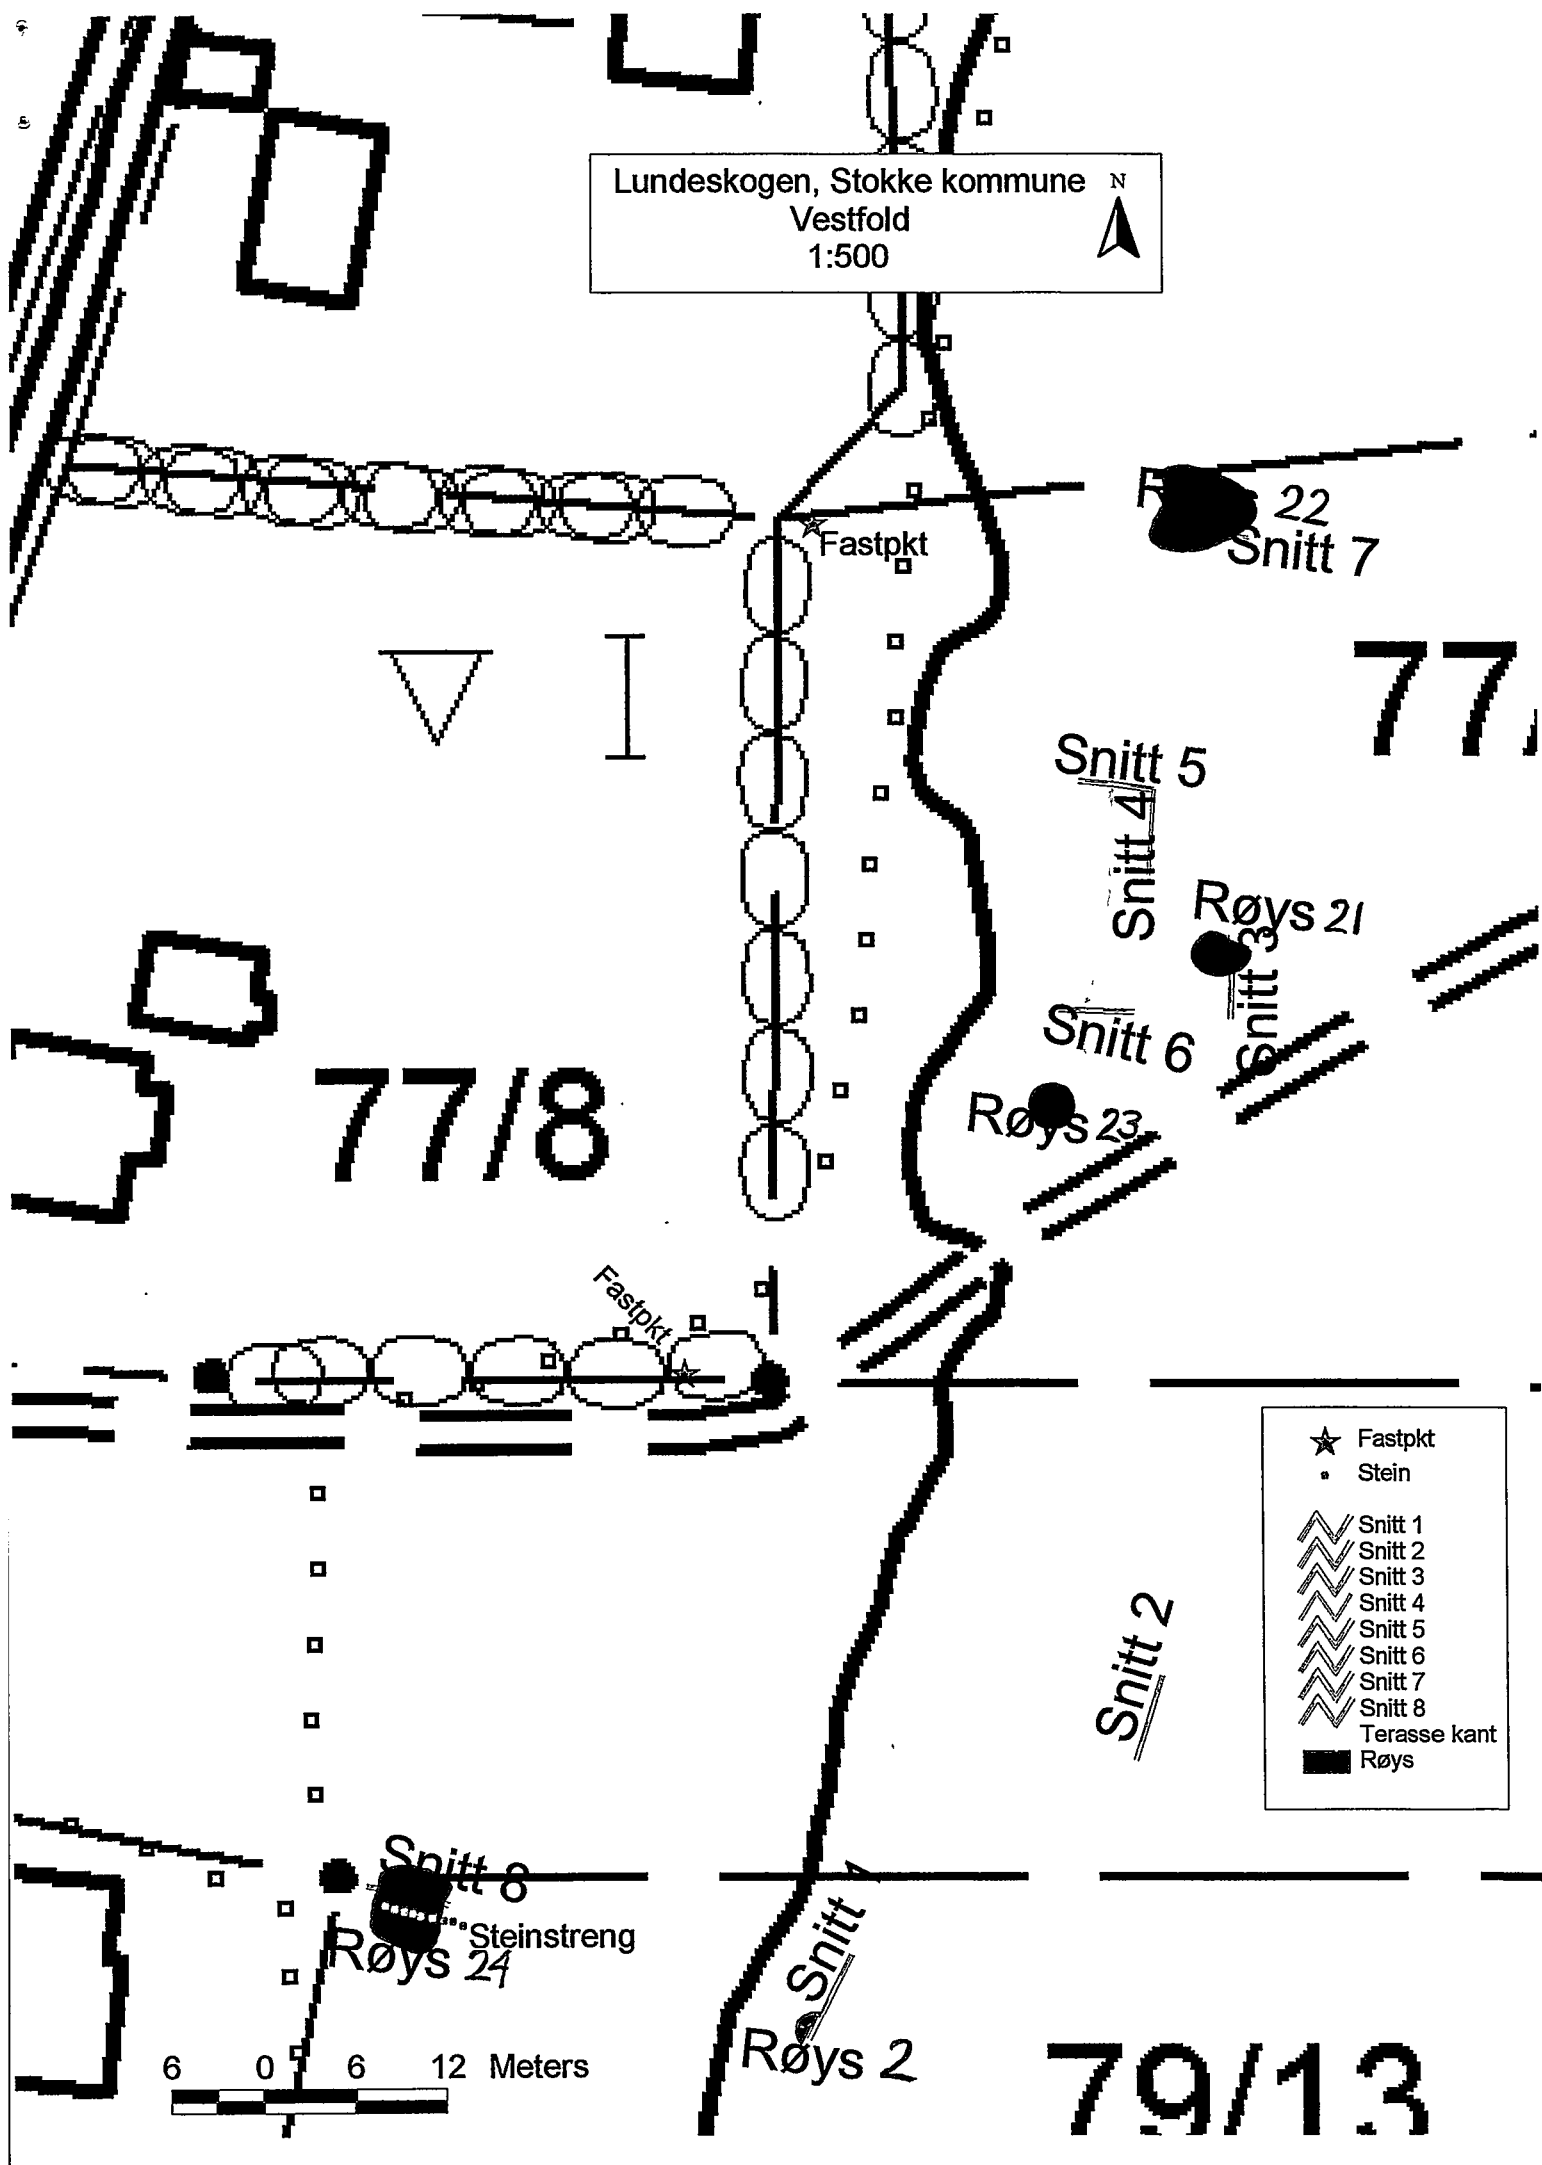 Lundeskogen, Stokke kommune N
Vestfold
1:500
22
Fastpkt
Snitt 7
77/
Snitt 5
Snitt 4
Røys 21
Snitt 3
Snitt 6
77/8
Røys 23
Fastpkt
Fastpkt
Stein
Snitt 1
Snitt 2
Snitt 3
Snitt 4
Snitt 5
Snitt 6
Snitt 7
Snitt 8
Terasse kant
Røys
Snitt 2
Snitt 8
Steinstreng
Røys 24
Snitt 1
Røys 2
6 0 6 12 Meters
79/13